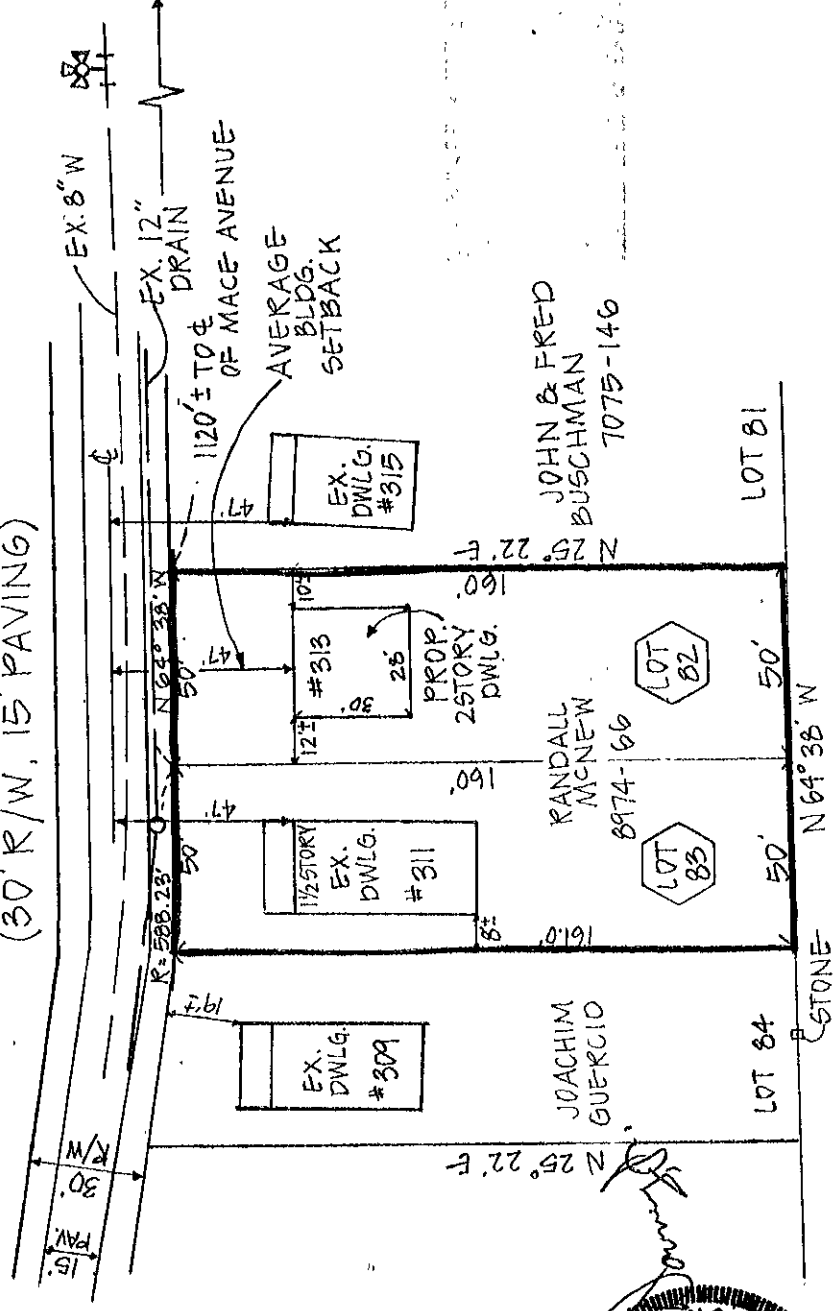 (30' R/W, 15' PAVING)
EX. 8" W
EX. 12"
DRAIN
1120'± TO ℄
OF MACE AVENUE
AVERAGE
BLDG.
SETBACK
℄
15'
PAV.
30'
R/W
R=588.23'
50'
N 64° 38' W
50'
19'±
47'
47'
47'
EX.
DWLG.
#309
1½ STORY
EX.
DWLG.
#311
8'±
12'±
#313
10'±
30'
28'
PROP.
2 STORY
DWLG.
EX.
DWLG.
#315
N 25° 22' E
161.0'
160'
160'
N 25° 22' E
JOACHIM
GUERCIO
RANDALL
MCNEW
8974-66
JOHN & FRED
BUSCHMAN
7075-146
LOT 84
LOT
83
LOT
82
LOT 81
50'
50'
N 64° 38' W
STONE